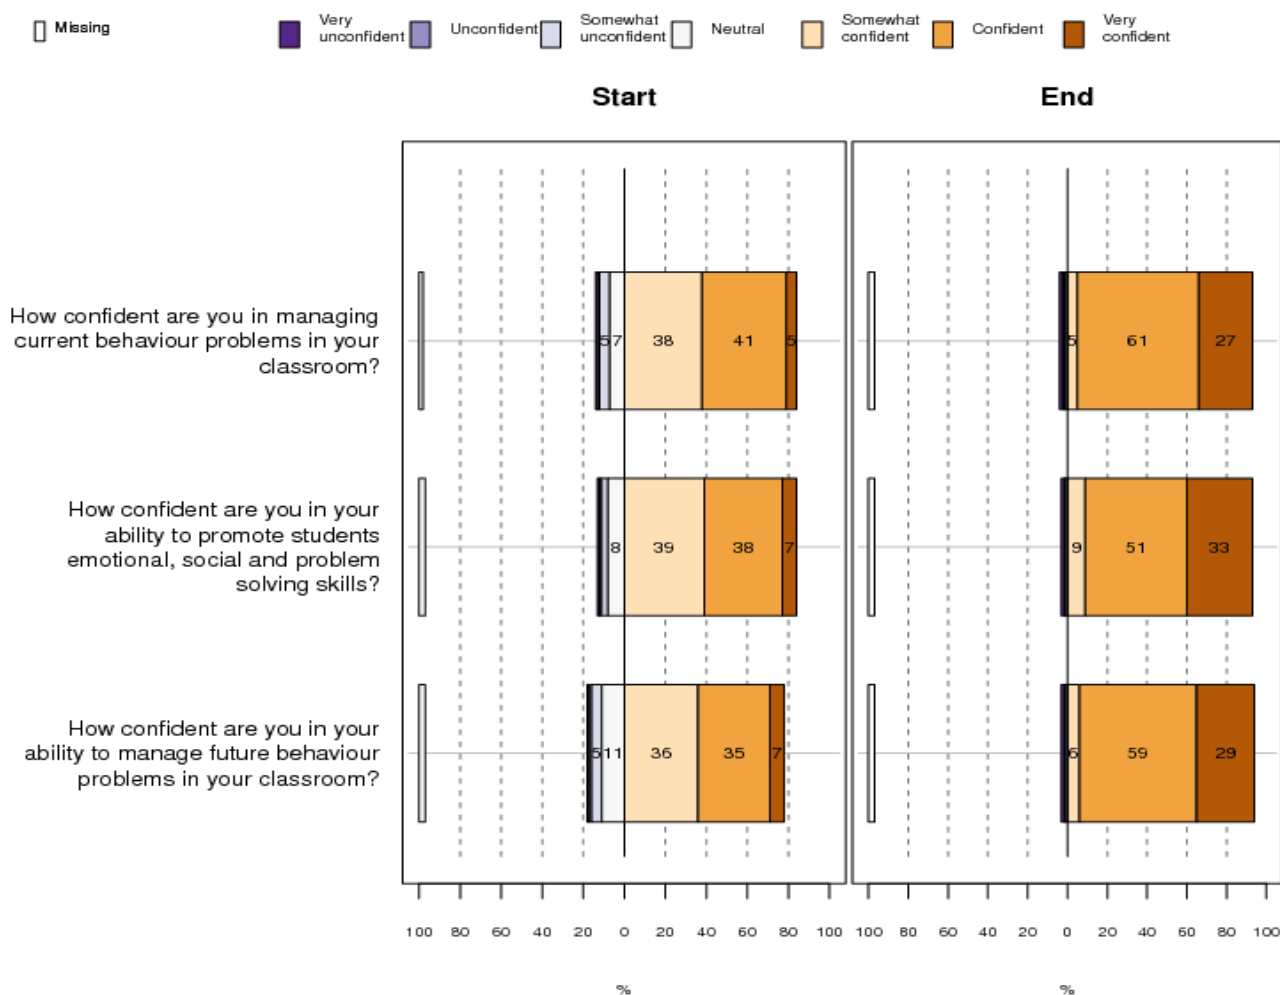 Missing
Very
unconfident
Unconfident
Somewhat
unconfident
Neutral
Somewhat
confident
Confident
Very
confident
Start
End
How confident are you in managing
current behaviour problems in your
classroom?
5 7 38 41 5
5 61 27
How confident are you in your
ability to promote students
emotional, social and problem
solving skills?
8 39 38 7
9 51 33
How confident are you in your
ability to manage future behaviour
problems in your classroom?
5 11 36 35 7
6 59 29
100 80 60 40 20 0 20 40 60 80 100
100 80 60 40 20 0 20 40 60 80 100
%
%